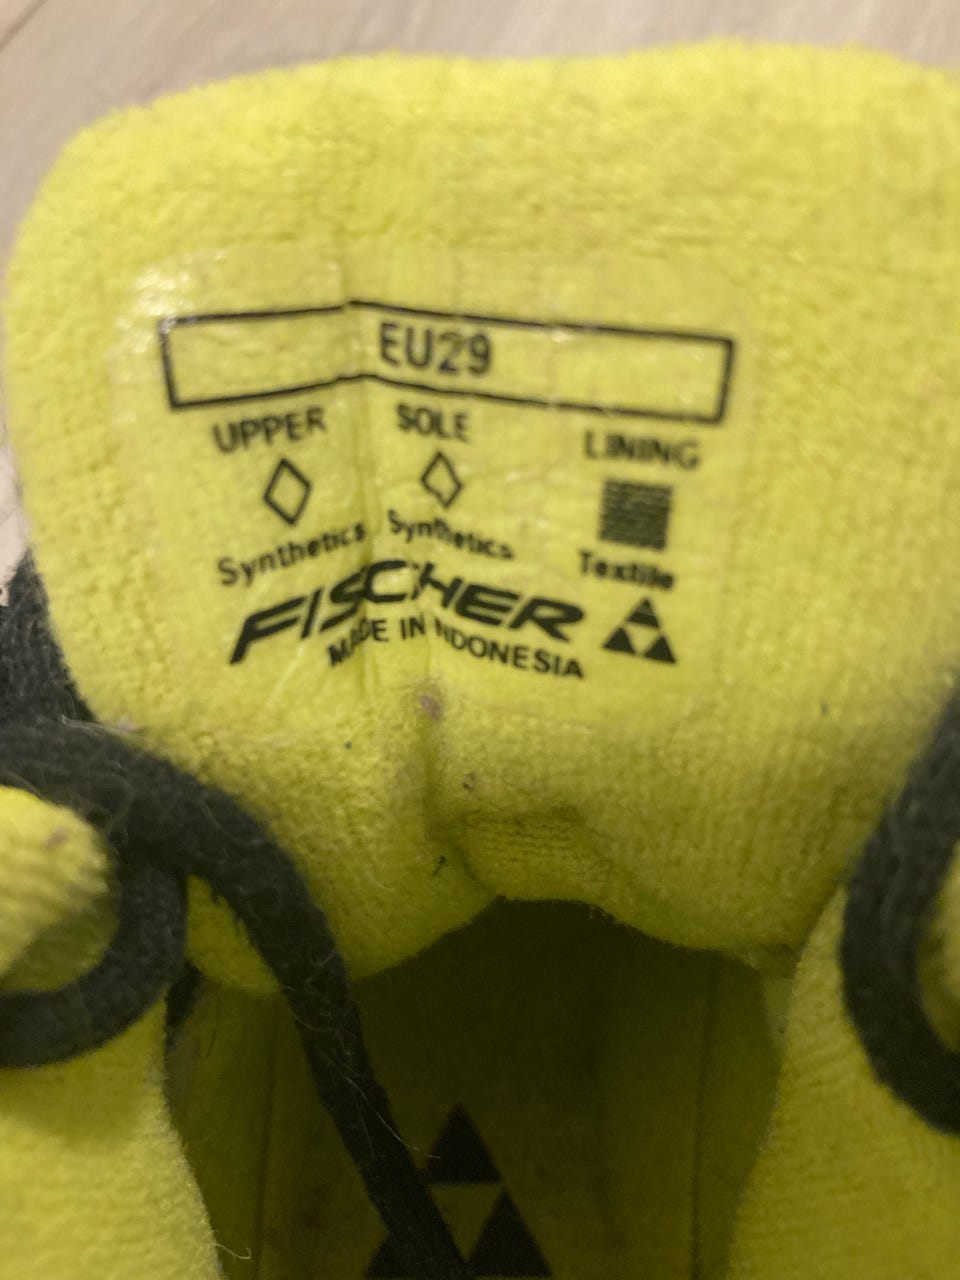 EU29
UPPER SOLE LINING
Synthetics Synthetics Textile
FISCHER
MADE IN INDONESIA